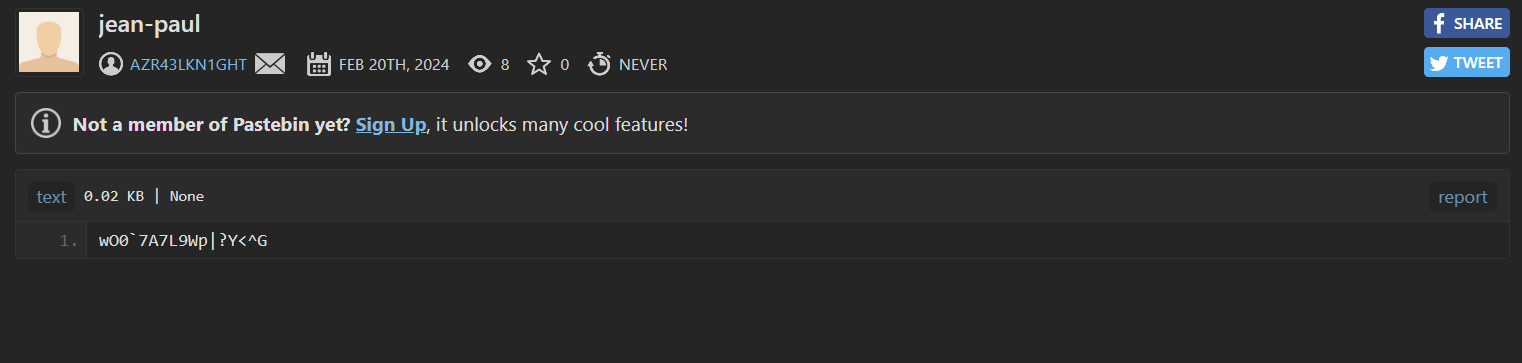 jean-paul
SHARE
AZR43LKN1GHT FEB 20TH, 2024 8 0 NEVER
TWEET
Not a member of Pastebin yet? Sign Up, it unlocks many cool features!
text 0.02 KB | None report
1. wO0`7A7L9Wp|?Y<^G